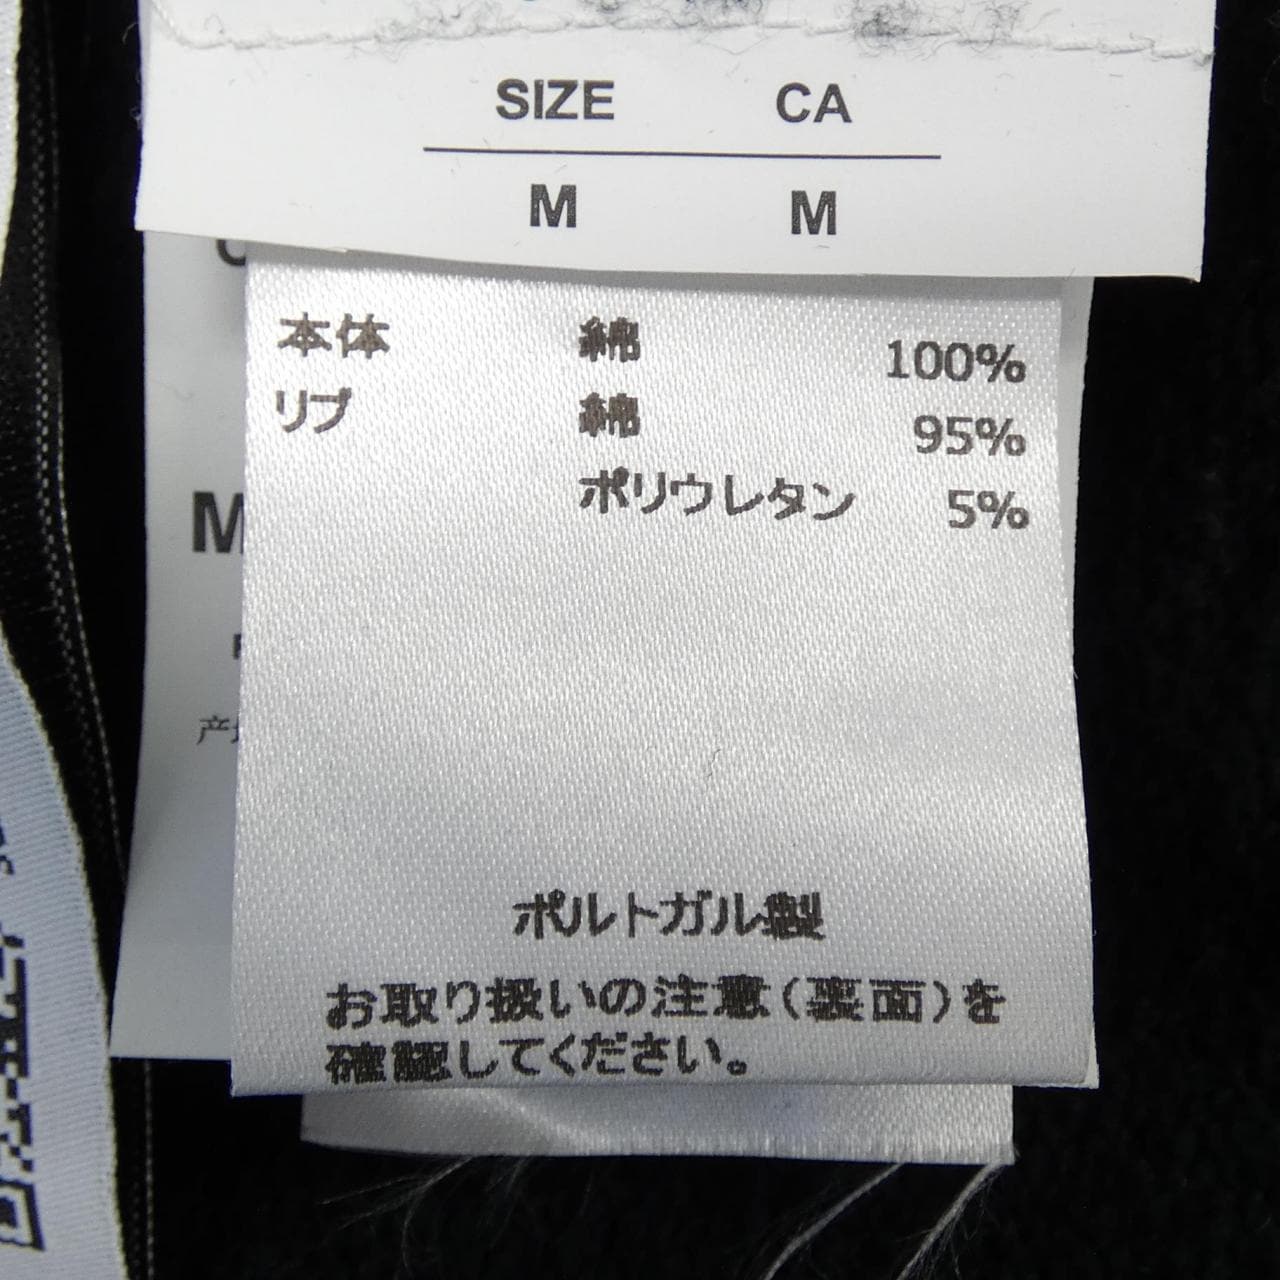 SIZE CA
M M
本体 綿 100%
リブ 綿 95%
ポリウレタン 5%
M
产
ポルトガル製
お取り扱いの注意(裏面)を
確認してください。